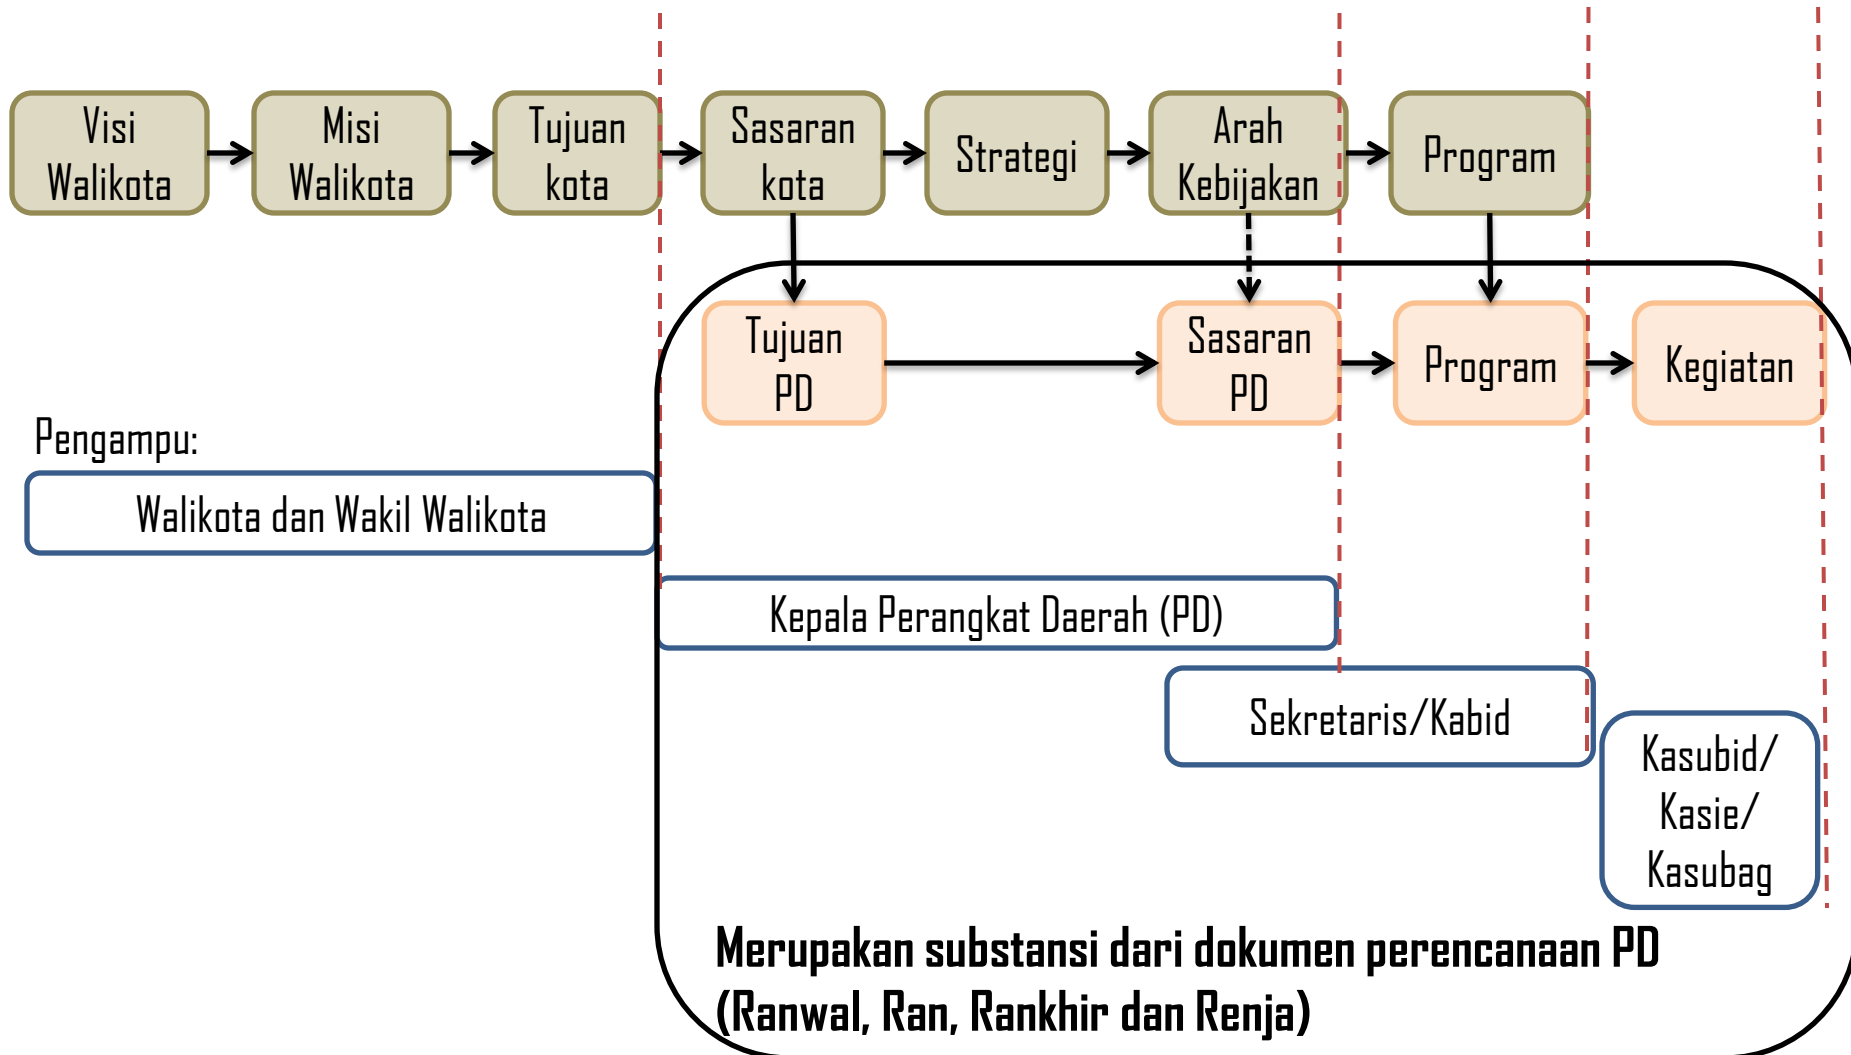 Visi
Walikota
Misi
Walikota
Tujuan
kota
Sasaran
kota
Strategi
Arah
Kebijakan
Program
Tujuan
PD
Sasaran
PD
Program
Kegiatan
Pengampu:
Walikota dan Wakil Walikota
Kepala Perangkat Daerah (PD)
Sekretaris/Kabid
Kasubid/
Kasie/
Kasubag
Merupakan substansi dari dokumen perencanaan PD
(Ranwal, Ran, Rankhir dan Renja)